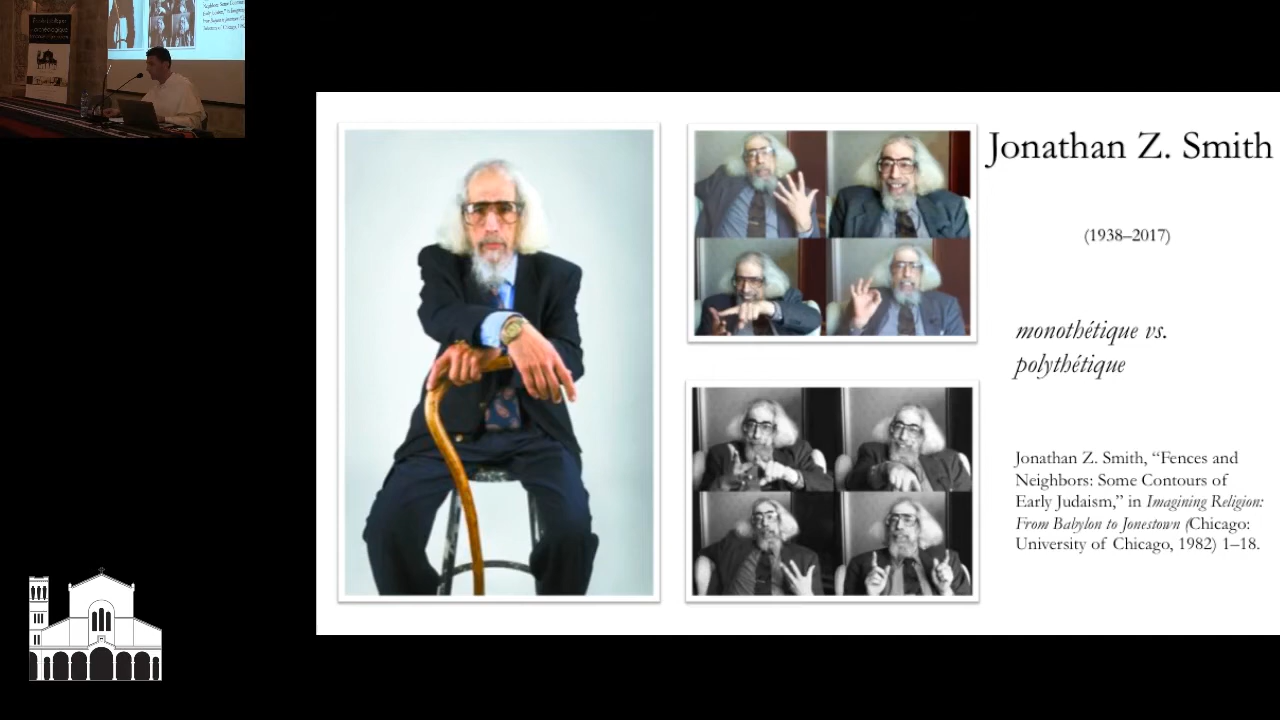 Jonathan Z. Smith
(1938–2017)
monothétique vs.
polythétique
Jonathan Z. Smith, “Fences and
Neighbors: Some Contours of
Early Judaism,” in Imagining Religion:
From Babylon to Jonestown (Chicago:
University of Chicago, 1982) 1–18.